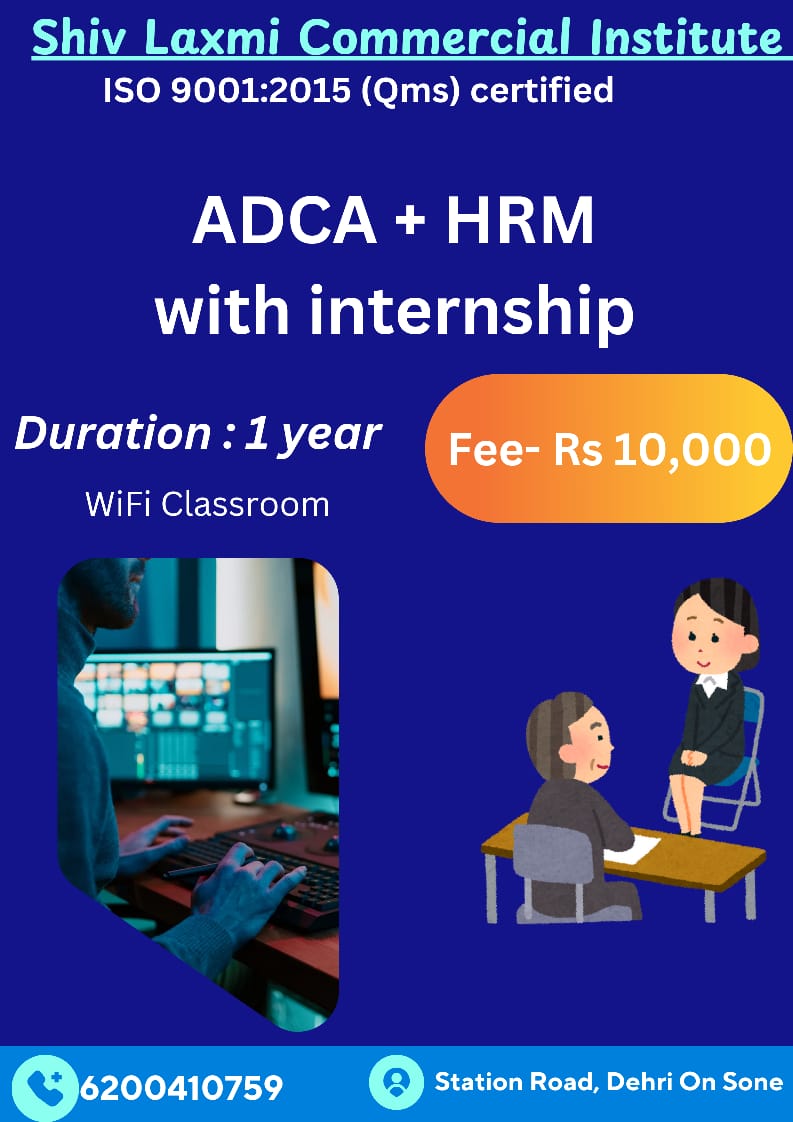 Shiv Laxmi Commercial Institute
ISO 9001:2015 (Qms) certified
ADCA + HRM
with internship
Duration : 1 year
Fee- Rs 10,000
WiFi Classroom
6200410759
Station Road, Dehri On Sone